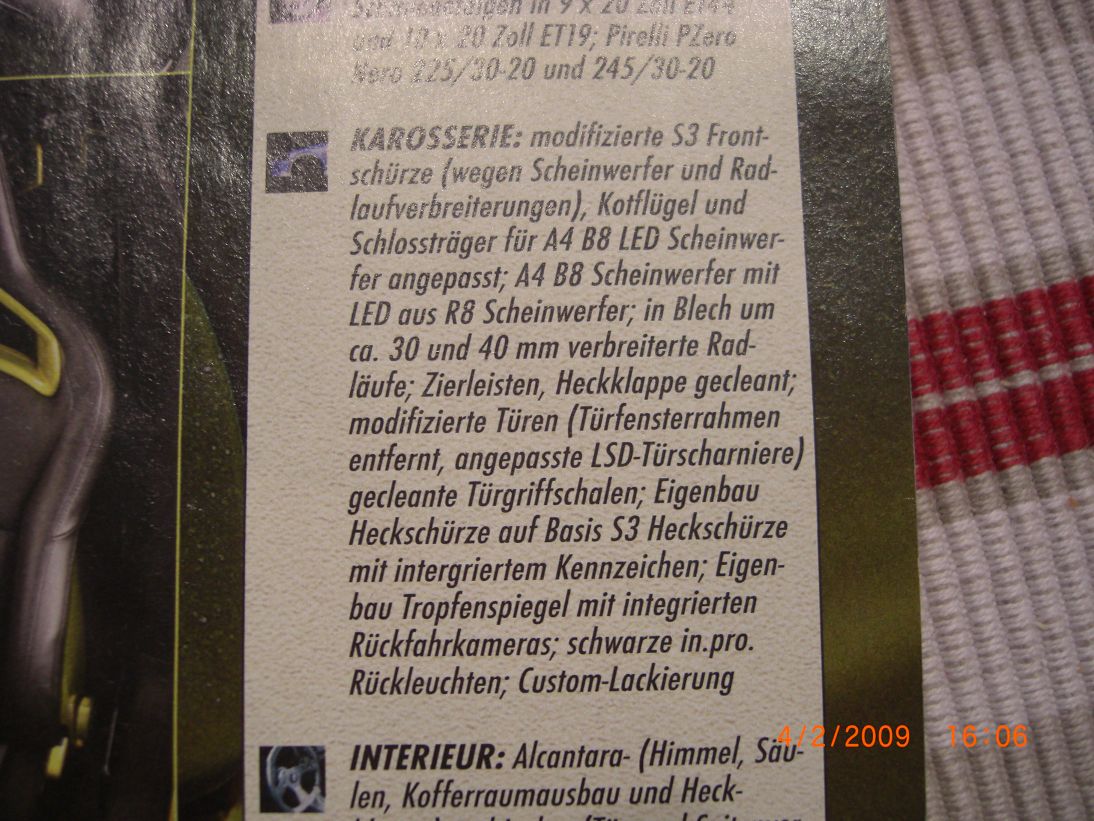 in 9 x 20 Zoll ET44
und 10 x 20 Zoll ET19; Pirelli PZero
Nero 225/30-20 und 245/30-20
KAROSSERIE: modifizierte S3 Front-
schürze (wegen Scheinwerfer und Rad-
laufverbreiterungen), Kotflügel und
Schlossträger für A4 B8 LED Scheinwer-
fer angepasst; A4 B8 Scheinwerfer mit
LED aus R8 Scheinwerfer; in Blech um
ca. 30 und 40 mm verbreiterte Rad-
läufe; Zierleisten, Heckklappe gecleant;
modifizierte Türen (Türfensterrahmen
entfernt, angepasste LSD-Türscharniere)
gecleante Türgriffschalen; Eigenbau
Heckschürze auf Basis S3 Heckschürze
mit intergriertem Kennzeichen; Eigen-
bau Tropfenspiegel mit integrierten
Rückfahrkameras; schwarze in.pro.
Rückleuchten; Custom-Lackierung
4/2/2009 16:06
INTERIEUR: Alcantara- (Himmel, Säu-
len, Kofferraumausbau und Heck-